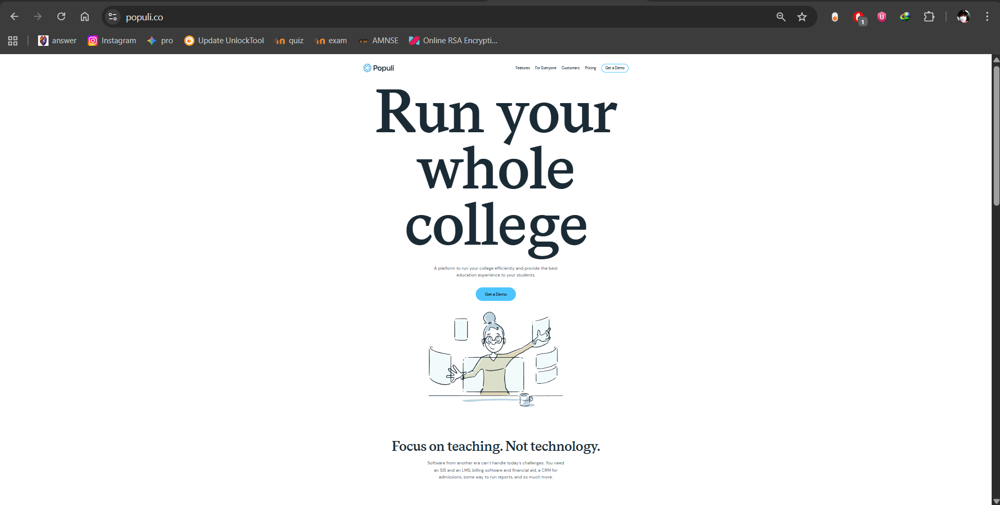 populi.co
1
answer
Instagram
pro
Update UnlockTool
quiz
exam
AMNSE
Online RSA Encrypti...
Populi
Features
For Everyone
Customers
Pricing
Get a Demo
Run your
whole
college
A platform to run your college efficiently and provide the best
education experience to your students.
Get a Demo
Focus on teaching. Not technology.
Software from another era can't handle today's challenges. You need
an SIS and an LMS, billing software and financial aid, a CRM for
admissions, some way to run reports, and so much more.